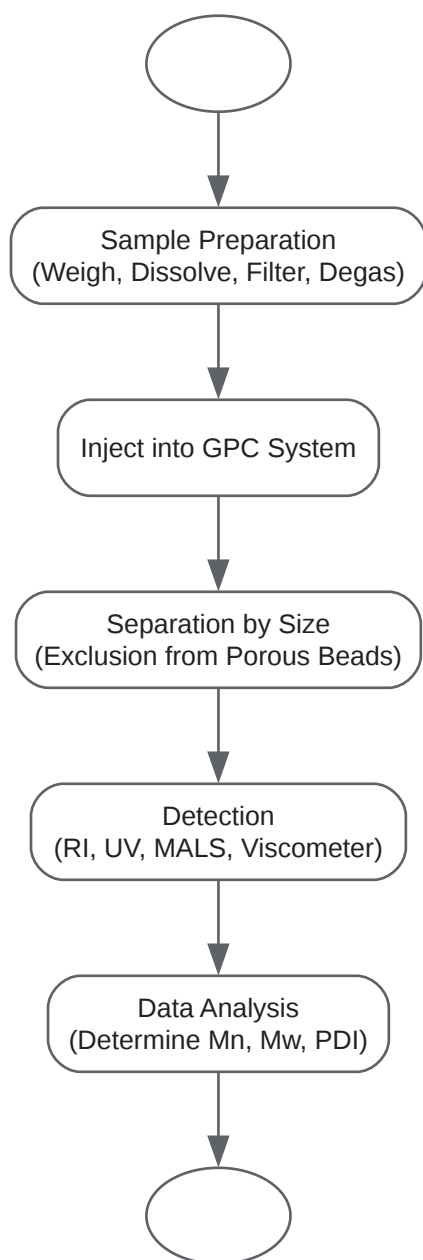 Sample Preparation
(Weigh, Dissolve, Filter, Degas)
Inject into GPC System
Separation by Size
(Exclusion from Porous Beads)
Detection
(RI, UV, MALS, Viscometer)
Data Analysis
(Determine Mn, Mw, PDI)